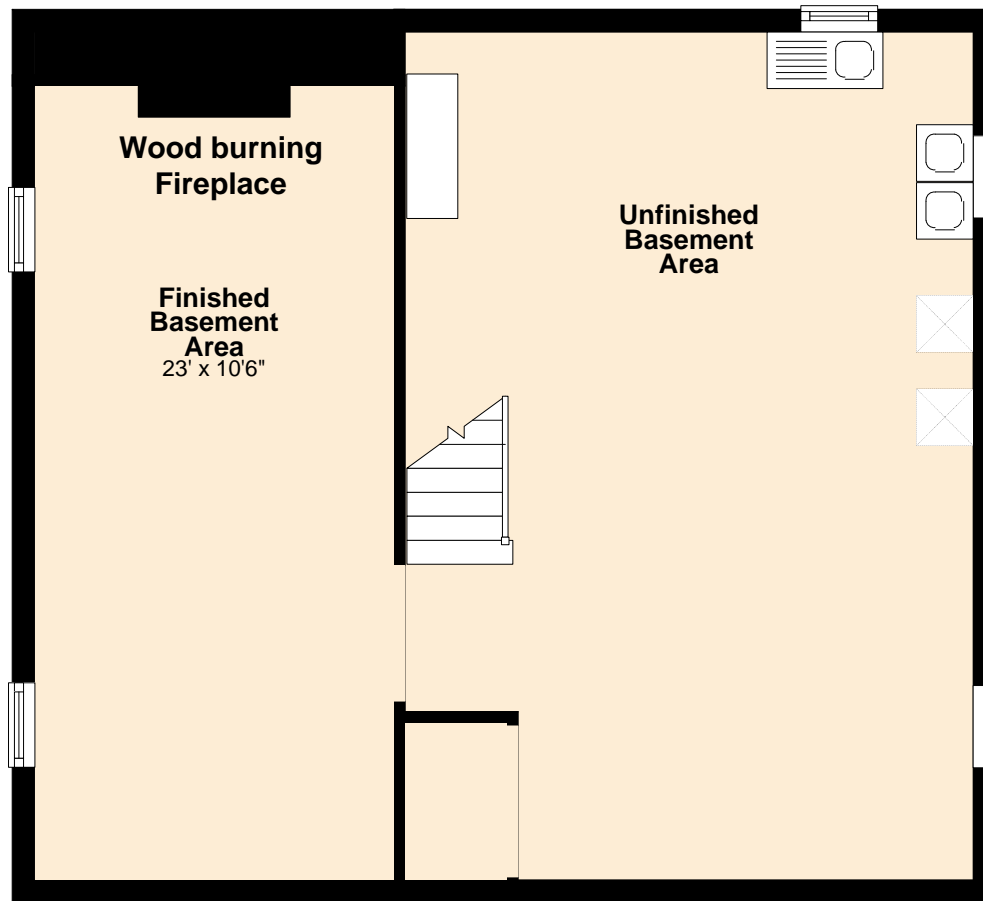 Wood burning
Fireplace
Finished
Basement
Area
23' x 10'6"
Unfinished
Basement
Area